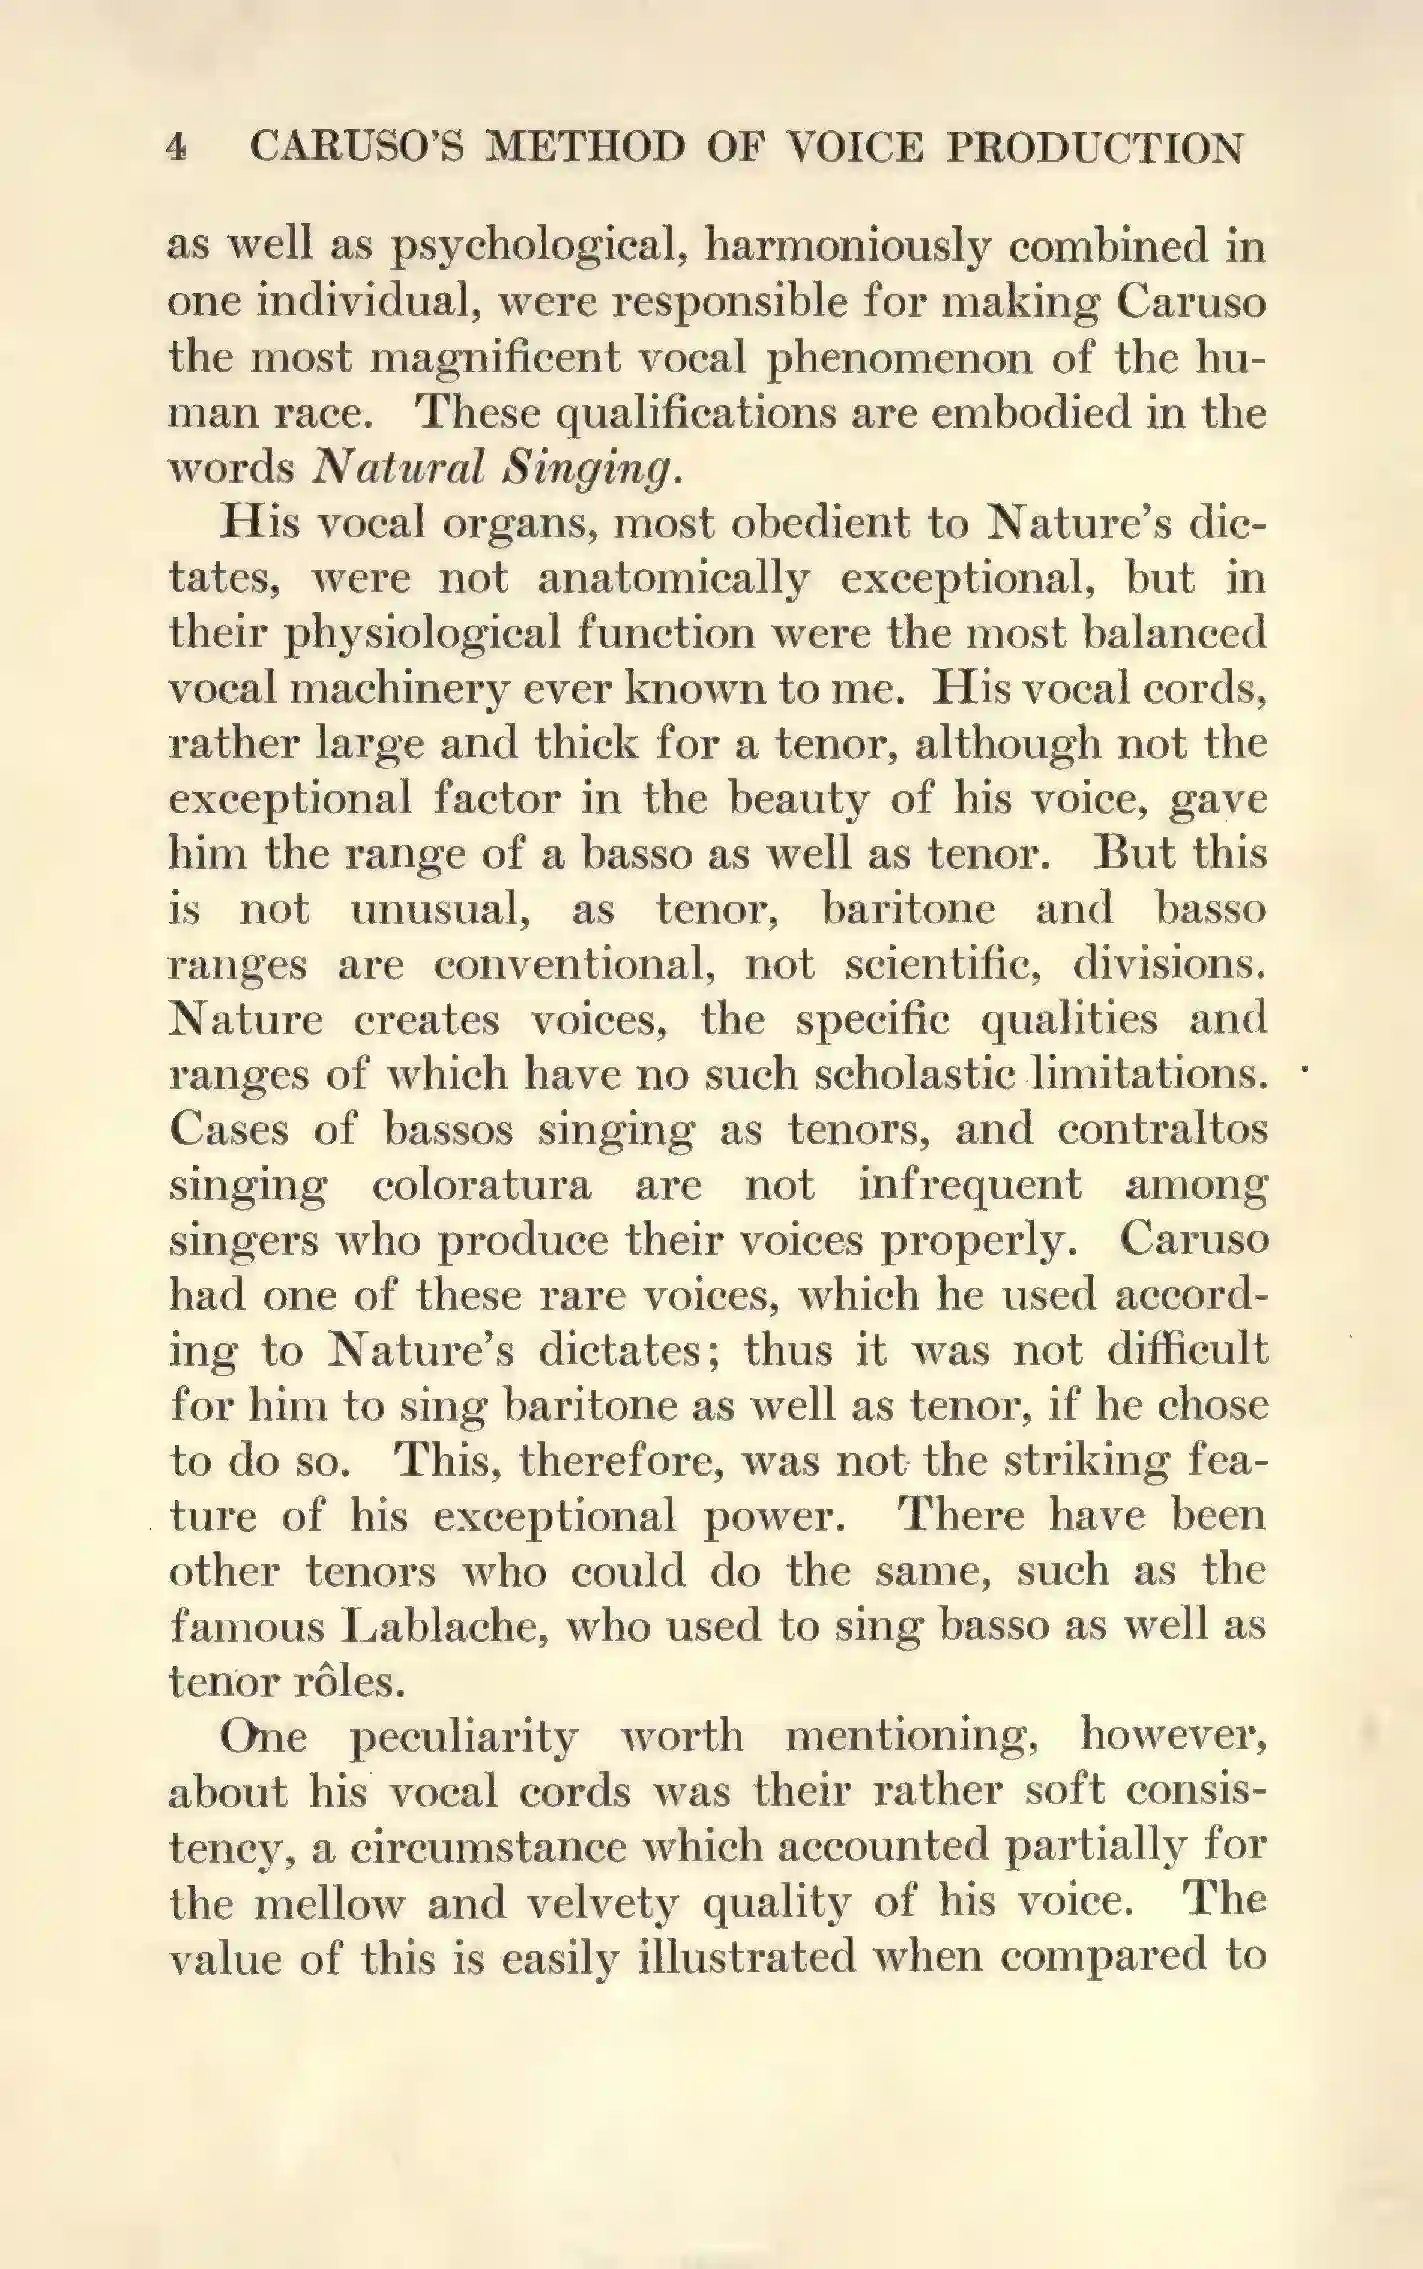 4 CARUSO'S METHOD OF VOICE PRODUCTION
as well as psychological, harmoniously combined in
one individual, were responsible for making Caruso
the most magnificent vocal phenomenon of the hu-
man race. These qualifications are embodied in the
words Natural Singing.
His vocal organs, most obedient to Nature's dic-
tates, were not anatomically exceptional, but in
their physiological function were the most balanced
vocal machinery ever known to me. His vocal cords,
rather large and thick for a tenor, although not the
exceptional factor in the beauty of his voice, gave
him the range of a basso as well as tenor. But this
is not unusual, as tenor, baritone and basso
ranges are conventional, not scientific, divisions.
Nature creates voices, the specific qualities and
ranges of which have no such scholastic limitations.
Cases of bassos singing as tenors, and contraltos
singing coloratura are not infrequent among
singers who produce their voices properly. Caruso
had one of these rare voices, which he used accord-
ing to Nature's dictates; thus it was not difficult
for him to sing baritone as well as tenor, if he chose
to do so. This, therefore, was not the striking fea-
ture of his exceptional power. There have been
other tenors who could do the same, such as the
famous Lablache, who used to sing basso as well as
tenor rôles.
One peculiarity worth mentioning, however,
about his vocal cords was their rather soft consis-
tency, a circumstance which accounted partially for
the mellow and velvety quality of his voice. The
value of this is easily illustrated when compared to